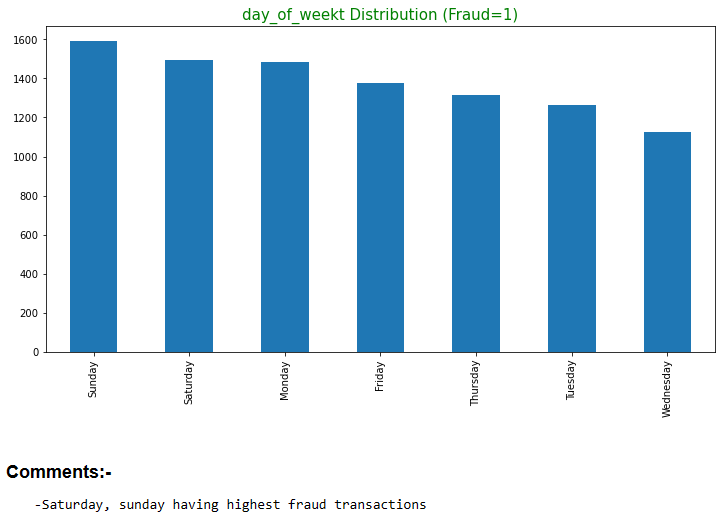 day_of_weekt Distribution (Fraud=1)
1600
1400
1200
1000
800
600
400
200
0
Sunday
Saturday
Monday
Friday
Thursday
Tuesday
Wednesday
Comments:-
-Saturday, sunday having highest fraud transactions